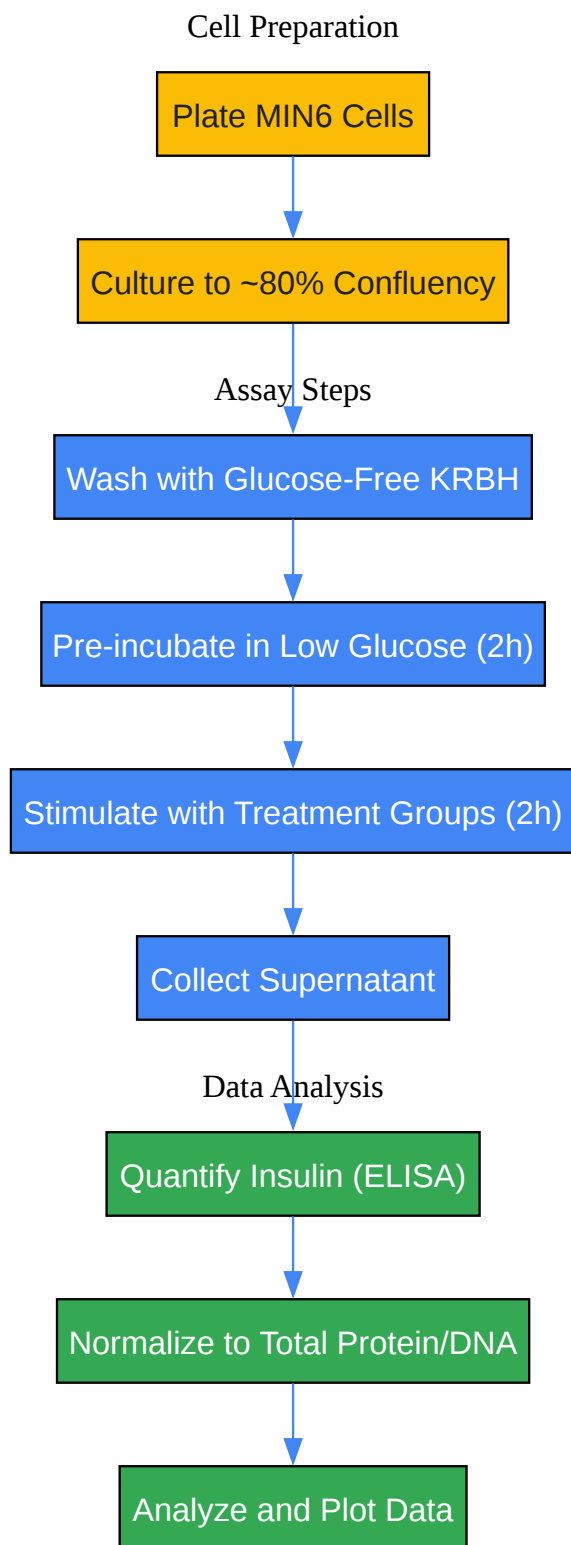 Cell Preparation
Plate MIN6 Cells
Culture to ~80% Confluency
Assay Steps
Wash with Glucose-Free KRBH
Pre-incubate in Low Glucose (2h)
Stimulate with Treatment Groups (2h)
Collect Supernatant
Data Analysis
Quantify Insulin (ELISA)
Normalize to Total Protein/DNA
Analyze and Plot Data